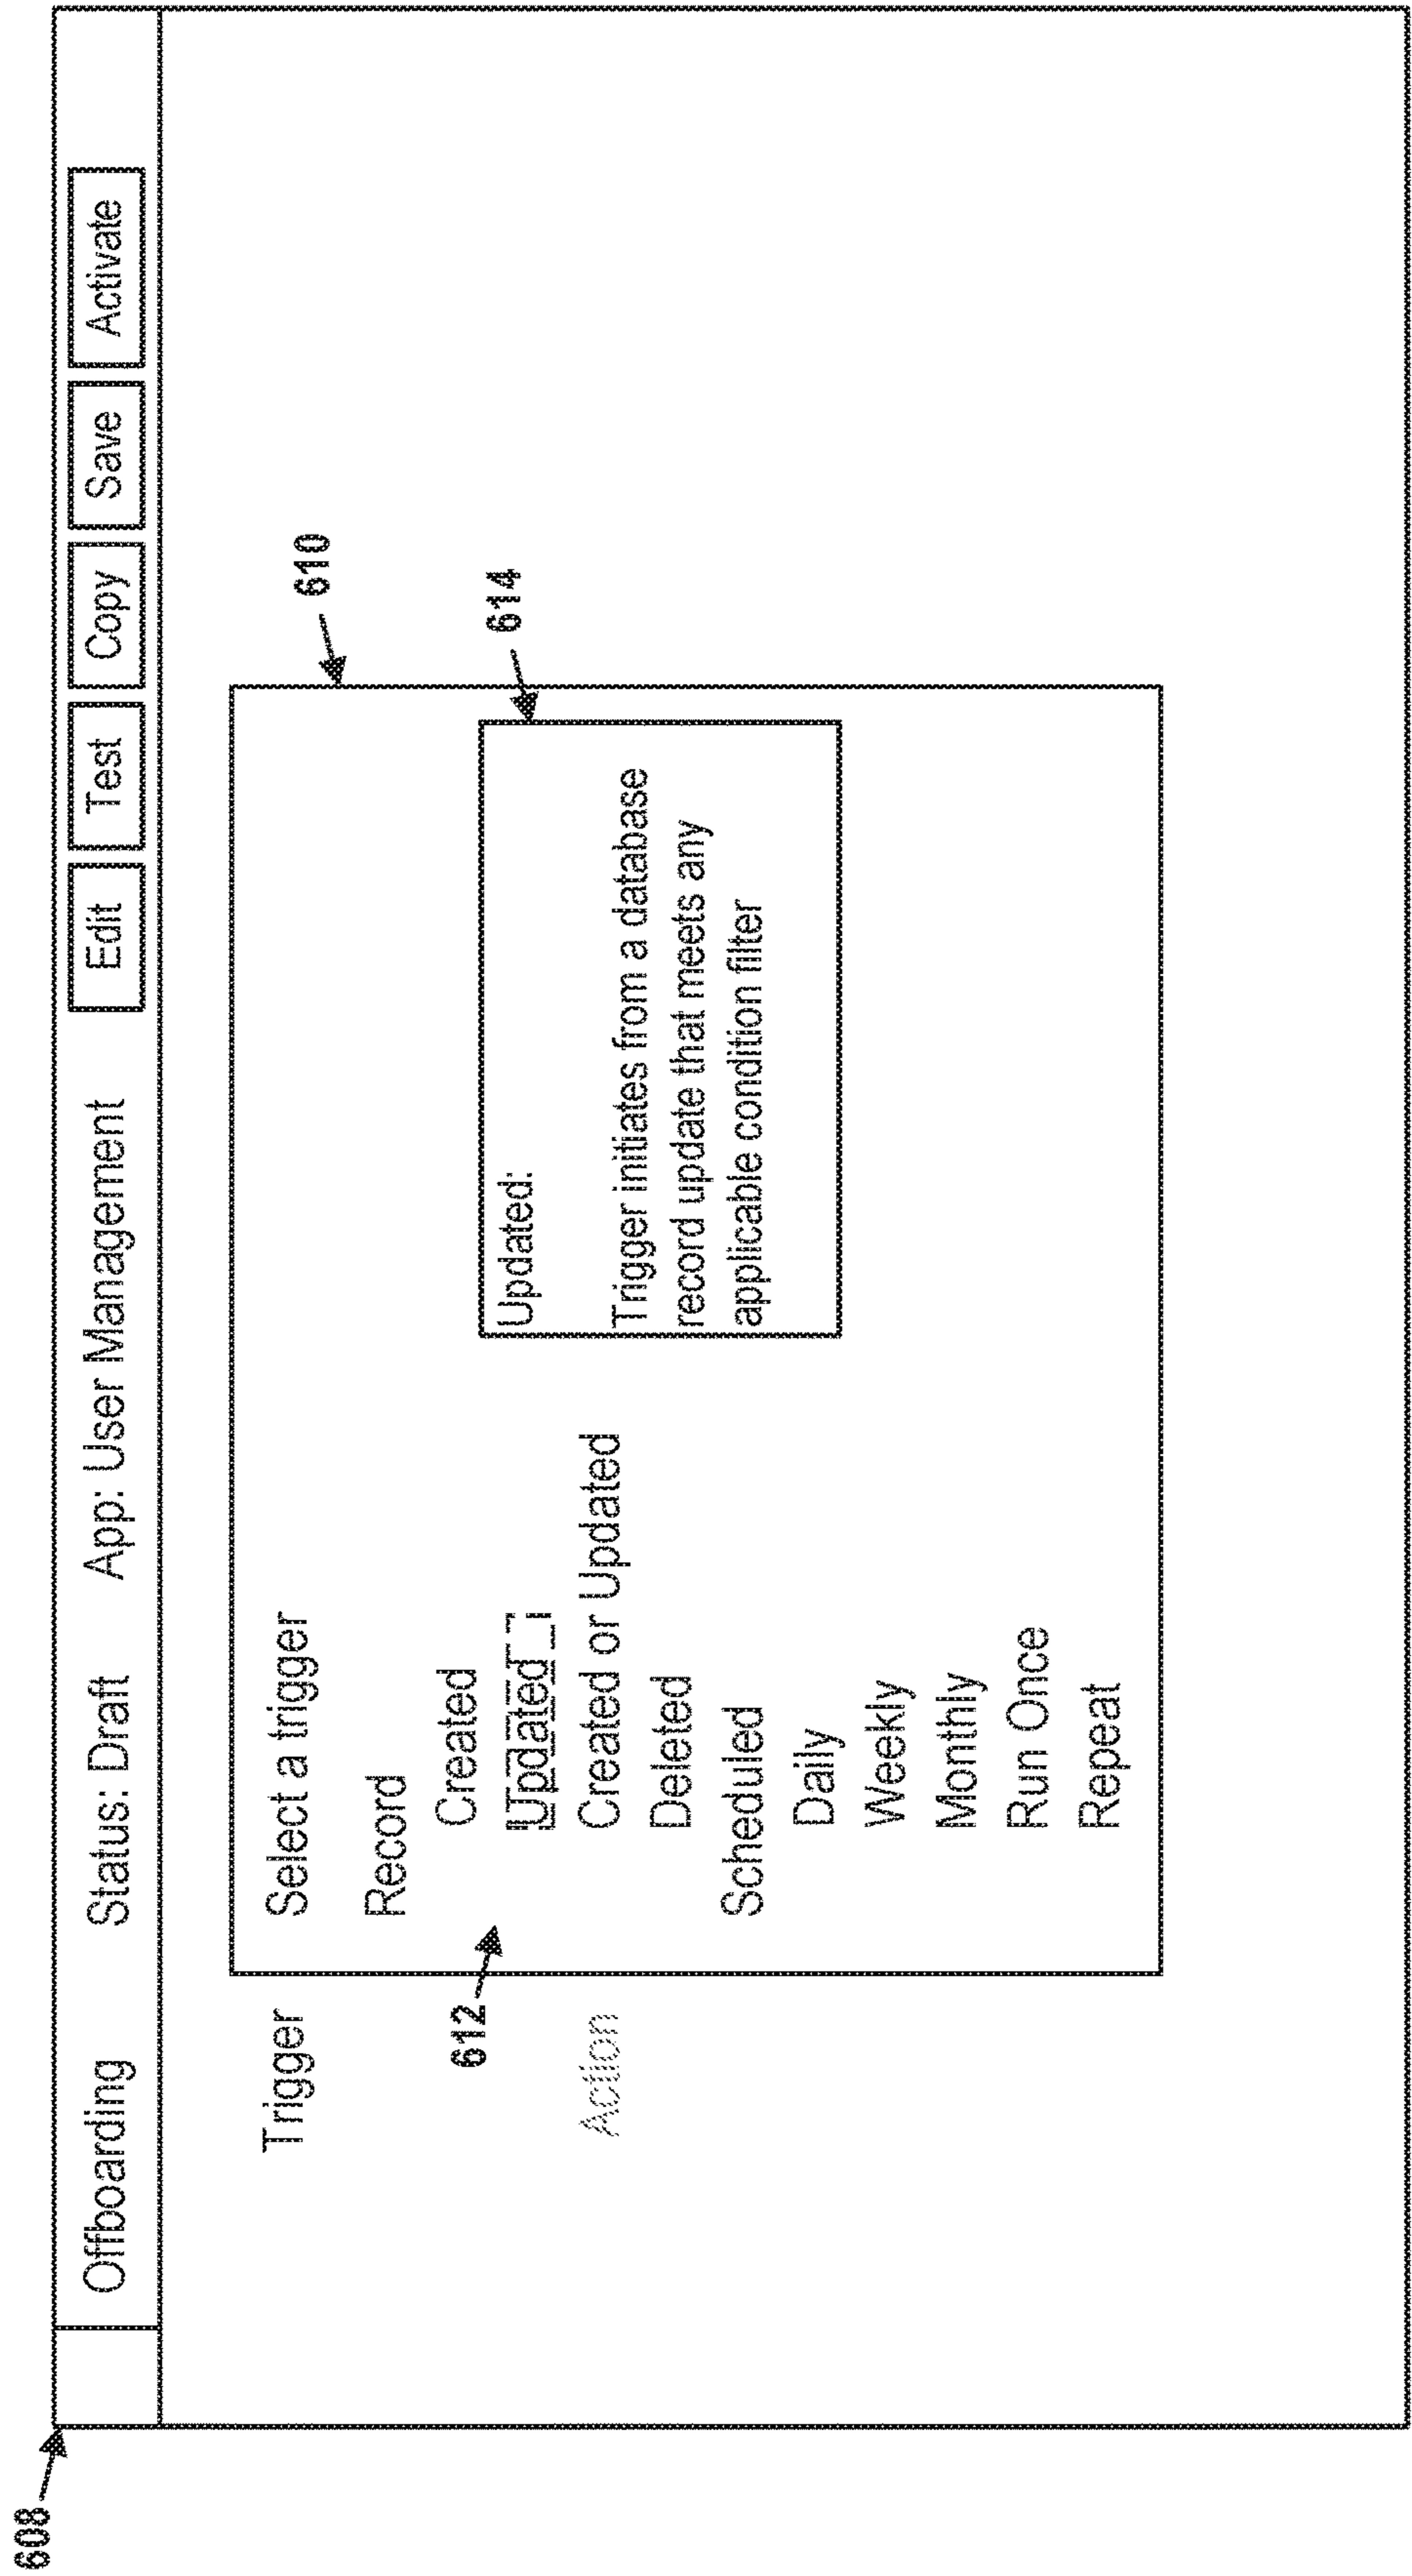 608
Offboarding Status: Draft App: User Management Edit Test Copy Save Activate
Trigger
Select a trigger
610
Record
612
Created
Updated
614
Updated:
Created or Updated
Action
Trigger initiates from a database
Deleted
record update that meets any
Scheduled
applicable condition filter
Daily
Weekly
Monthly
Run Once
Repeat